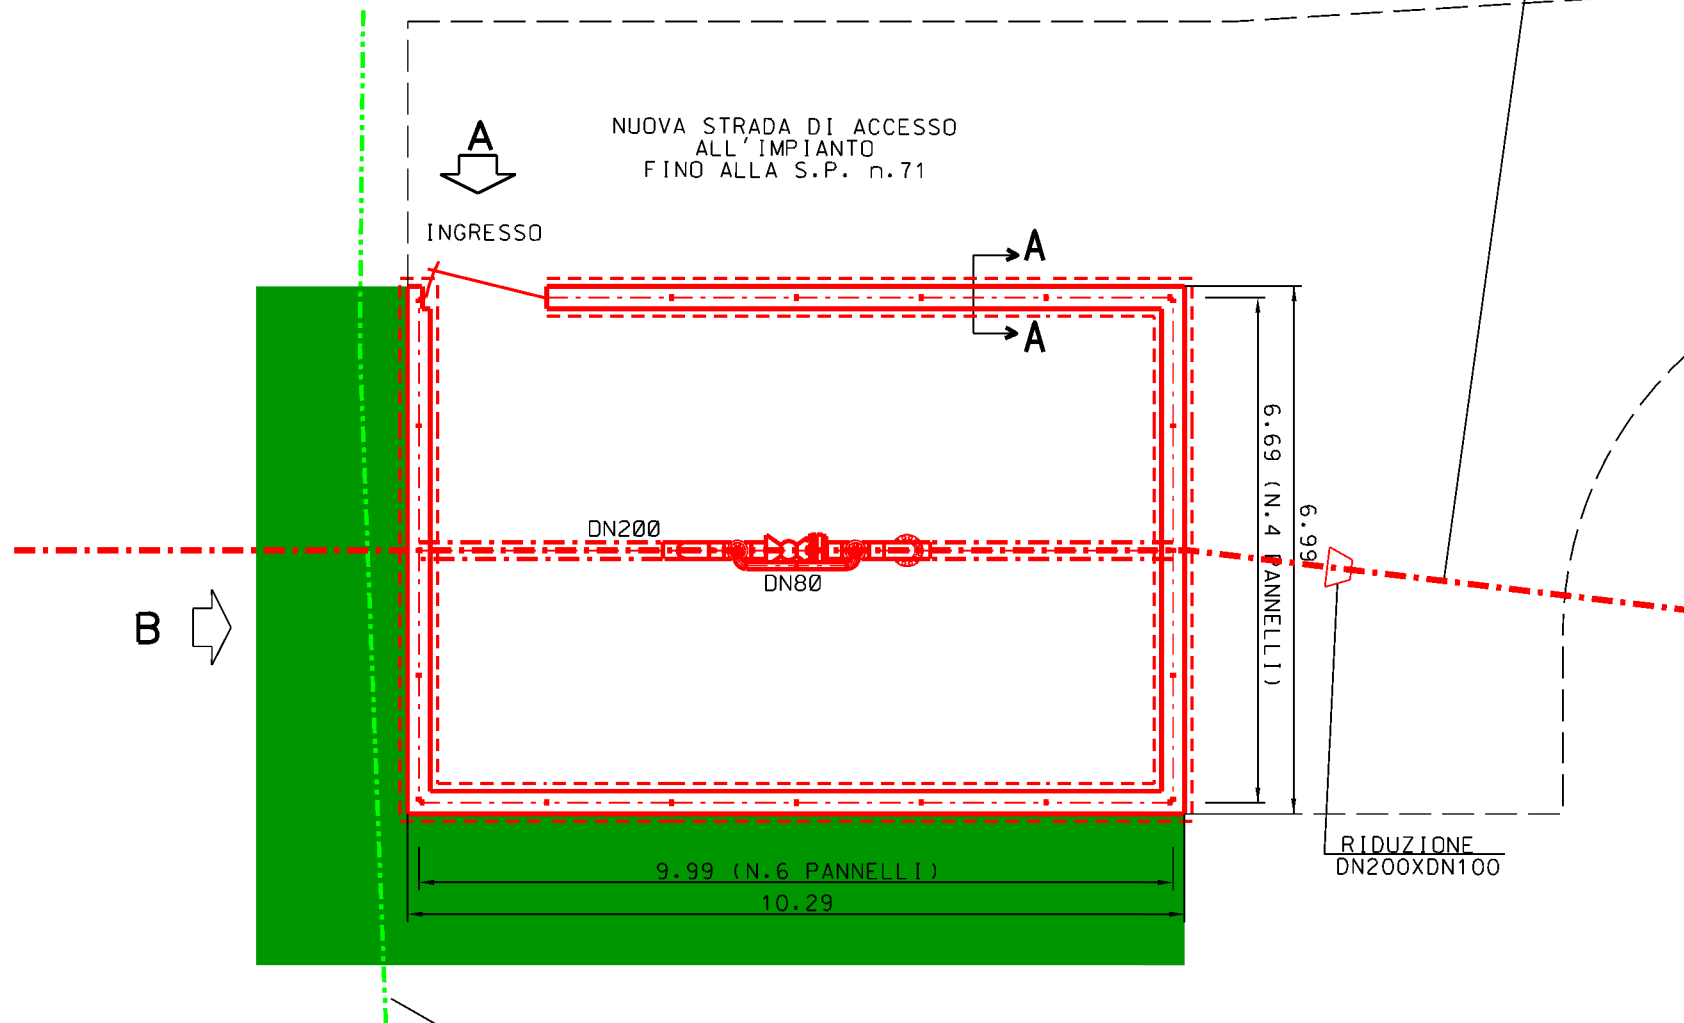 A
NUOVA STRADA DI ACCESSO
ALL'IMPIANTO
FINO ALLA S.P. n.71
INGRESSO
A
A
6.69 (N.4 PANNELLI)
6.99
DN200
DN80
B
RIDUZIONE
DN200XDN100
9.99 (N.6 PANNELLI)
10.29